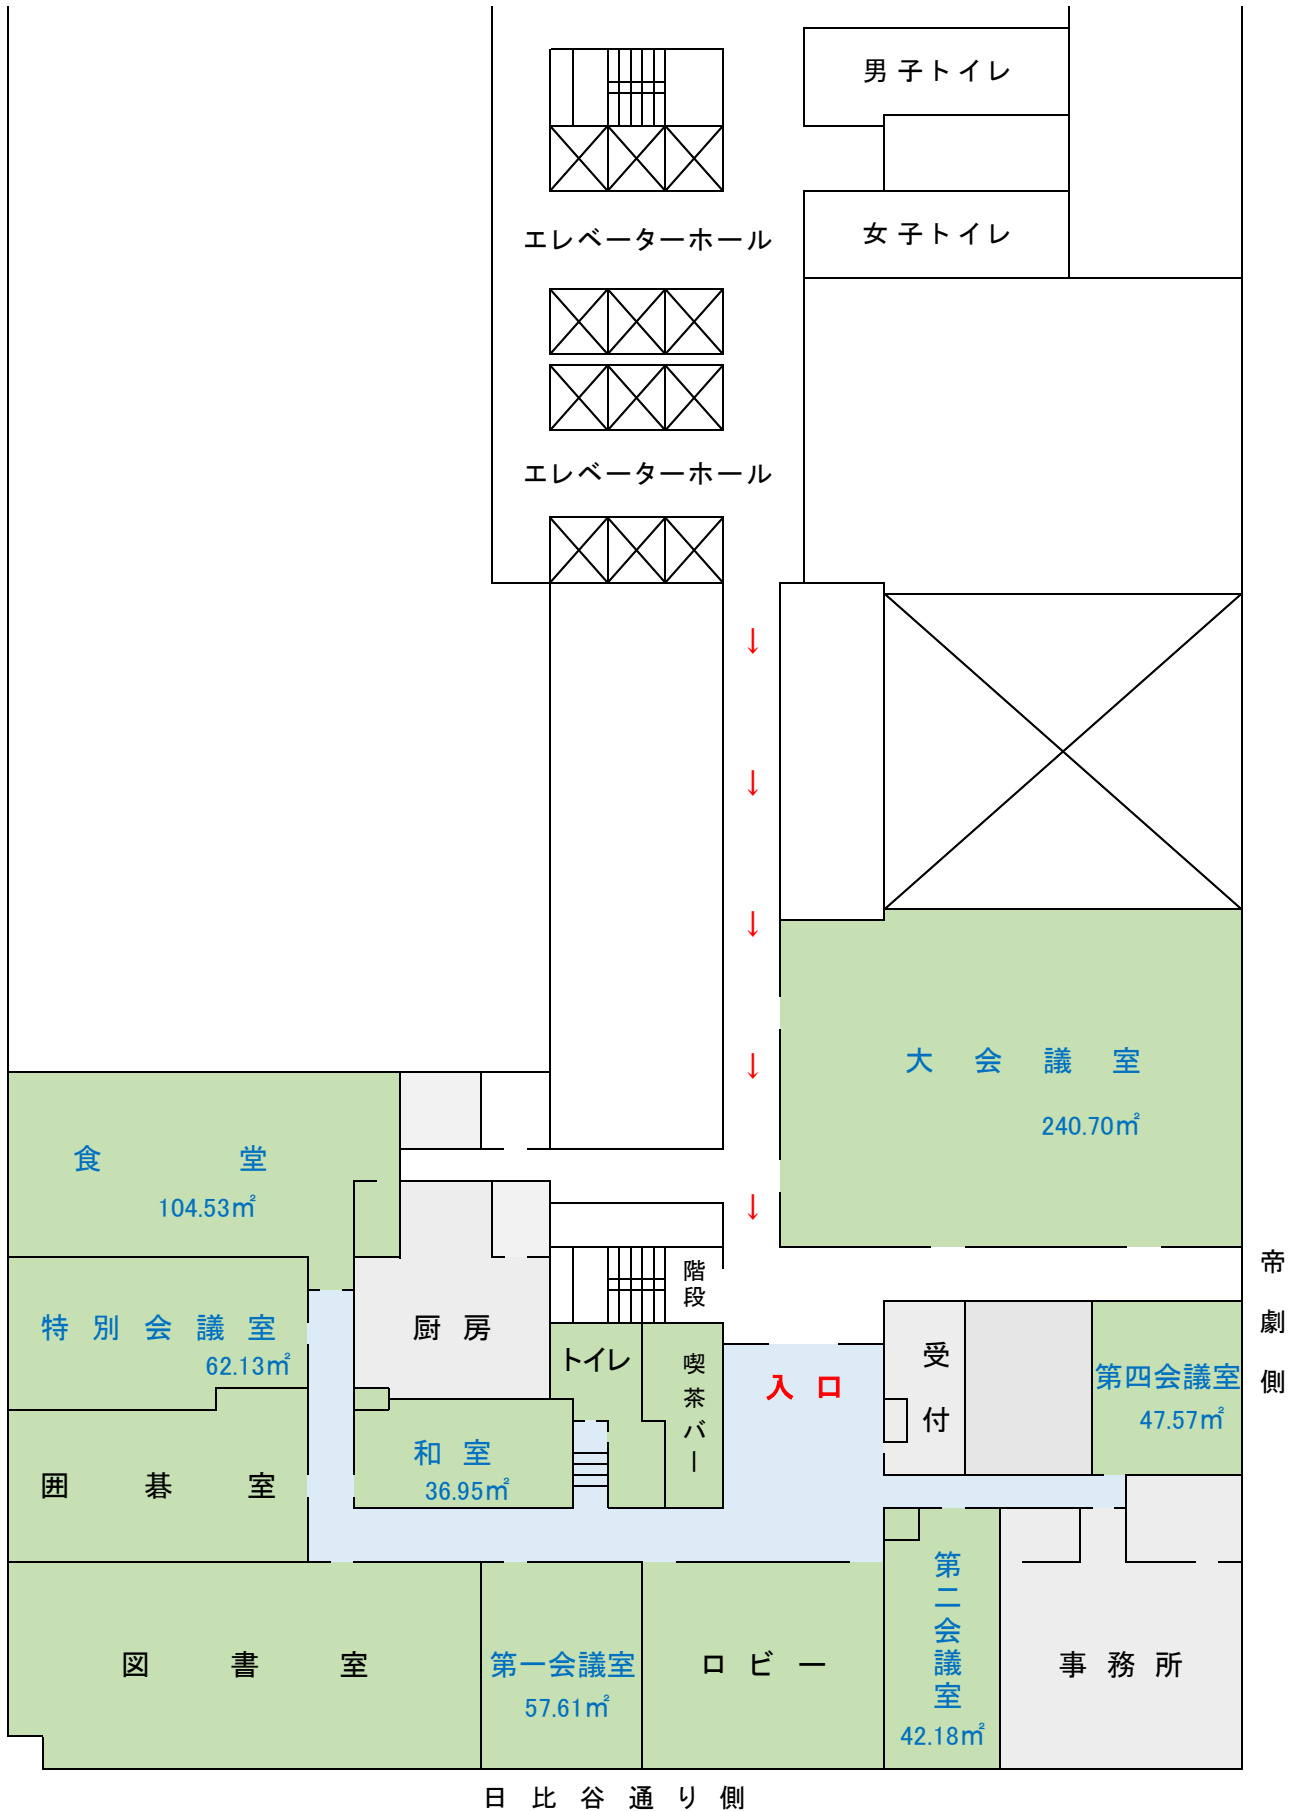 男子トイレ
女子トイレ
エレベーターホール
エレベーターホール
↓
↓
↓
↓
↓
大会議室
240.70㎡
食堂
104.53㎡
特別会議室
62.13㎡
厨房
階段
トイレ
喫茶バー
入口
受付
第四会議室
47.57㎡
帝劇側
囲碁室
和室
36.95㎡
図書室
第一会議室
57.61㎡
ロビー
第二会議室
42.18㎡
事務所
日比谷通り側